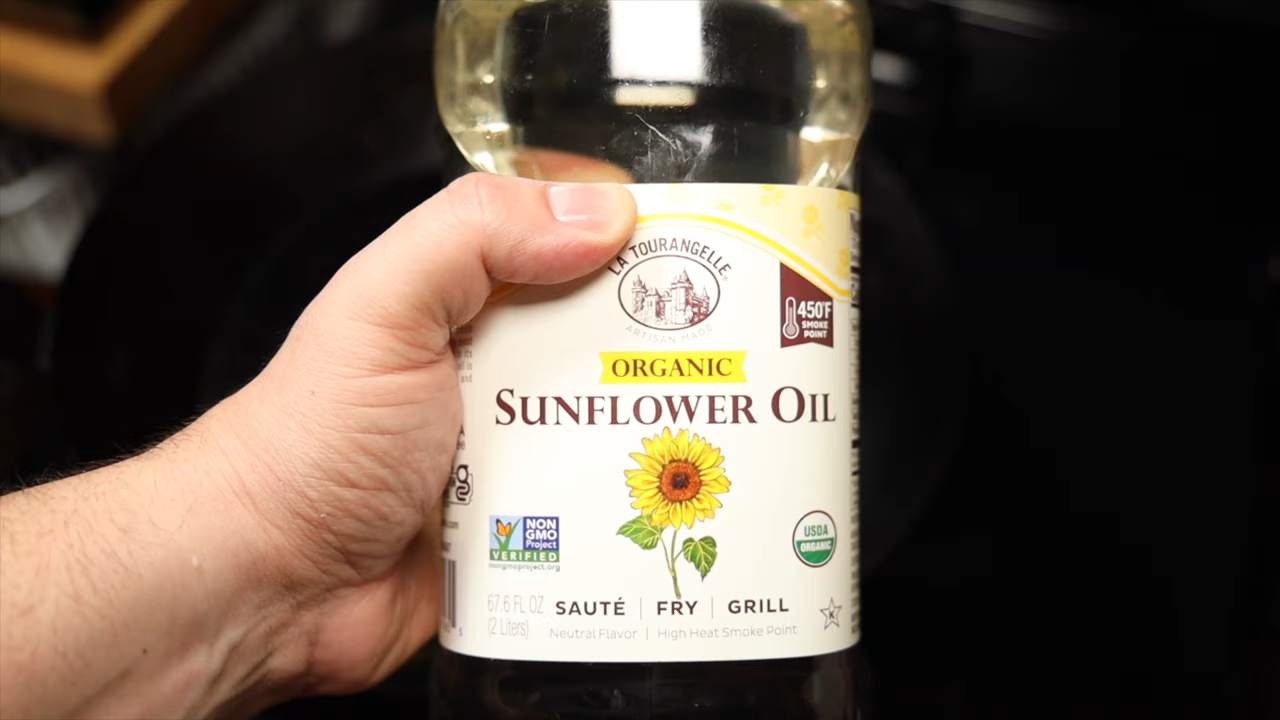 LA TOURANGELLE
ARTISAN MADE
450°F
SMOKE
POINT
ORGANIC
SUNFLOWER OIL
NON
GMO
Project
VERIFIED
nongmoproject.org
USDA
ORGANIC
67.6 FL OZ
(2 Liters)
SAUTÉ | FRY | GRILL
Neutral Flavor | High Heat Smoke Point
K